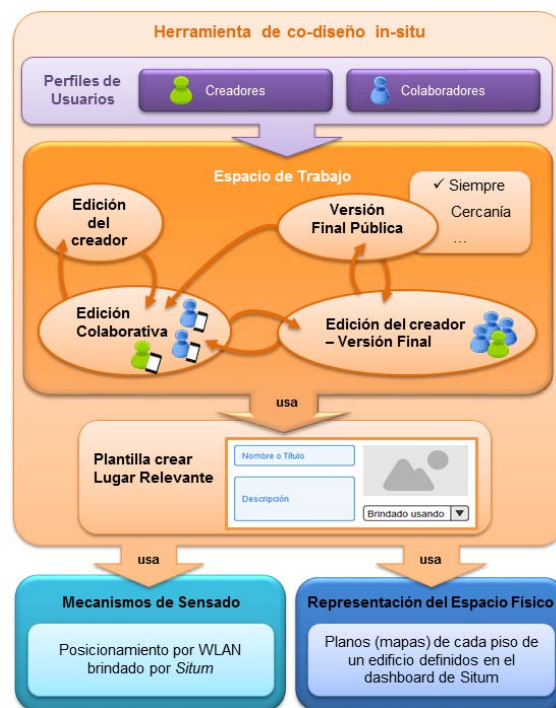 Herramienta de co-diseño in-situ
Perfiles de
Usuarios
Creadores
Colaboradores
Espacio de Trabajo
Edición
del
creador
Versión
Final Pública
✓ Siempre
Cercanía
...
Edición
Colaborativa
Edición del creador
– Versión Final
usa
Plantilla crear
Lugar Relevante
Nombre o Título
Descripción
Brindado usando
usa
usa
Mecanismos de Sensado
Posicionamiento por WLAN
brindado por Situm
Representación del Espacio Físico
Planos (mapas) de cada piso de
un edificio definidos en el
dashboard de Situm